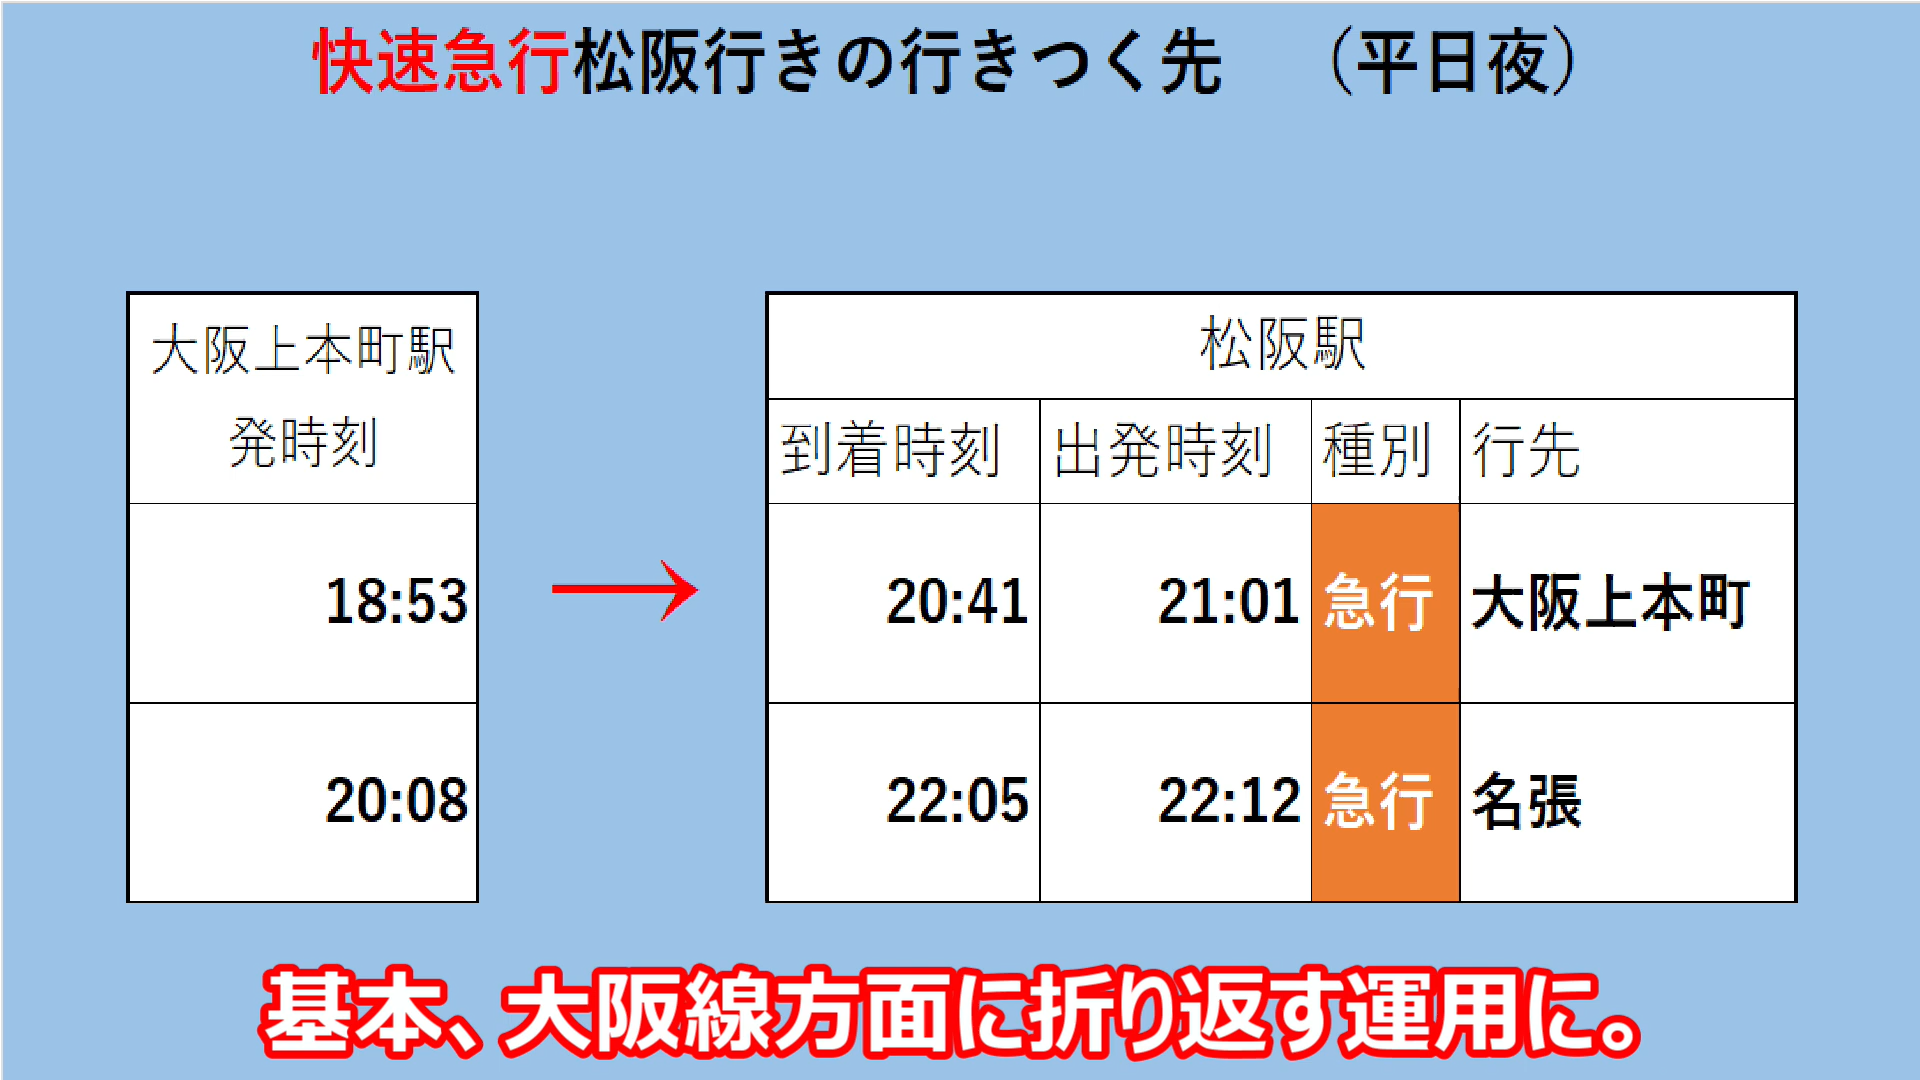 快速急行松阪行きの行きつく先　（平日夜）
大阪上本町駅
発時刻
18:53
20:08
→
松阪駅
到着時刻 出発時刻 種別 行先
20:41 21:01 急行 大阪上本町
22:05 22:12 急行 名張
基本、大阪線方面に折り返す運用に。